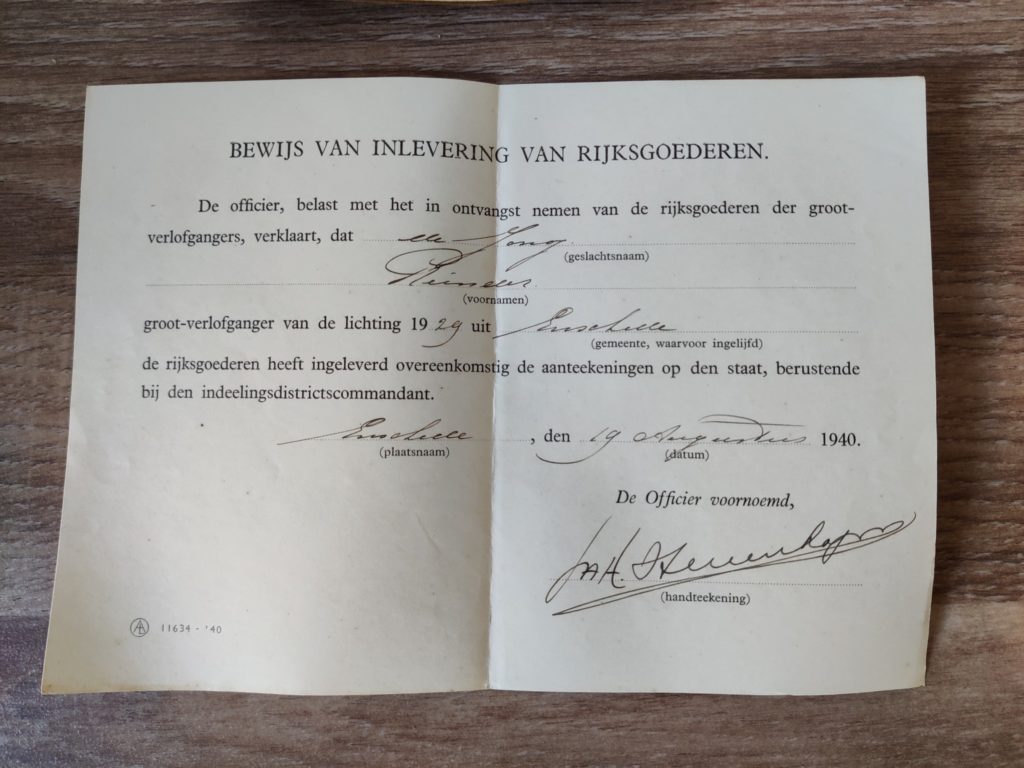 BEWIJS VAN INLEVERING VAN RIJKSGOEDEREN.
De officier, belast met het in ontvangst nemen van de rijksgoederen der groot-
verlofgangers, verklaart, dat de Jong
(geslachtsnaam)
(voornamen)
groot-verlofganger van de lichting 1929 uit Enschede
(gemeente, waarvoor ingelijfd)
de rijksgoederen heeft ingeleverd overeenkomstig de aanteekeningen op den staat, berustende
bij den indeelingsdistrictscommandant.
Enschede, den 19 Augustus 1940.
(plaatsnaam) (datum)
De Officier voornoemd,
(handteekening)
11634 - '40